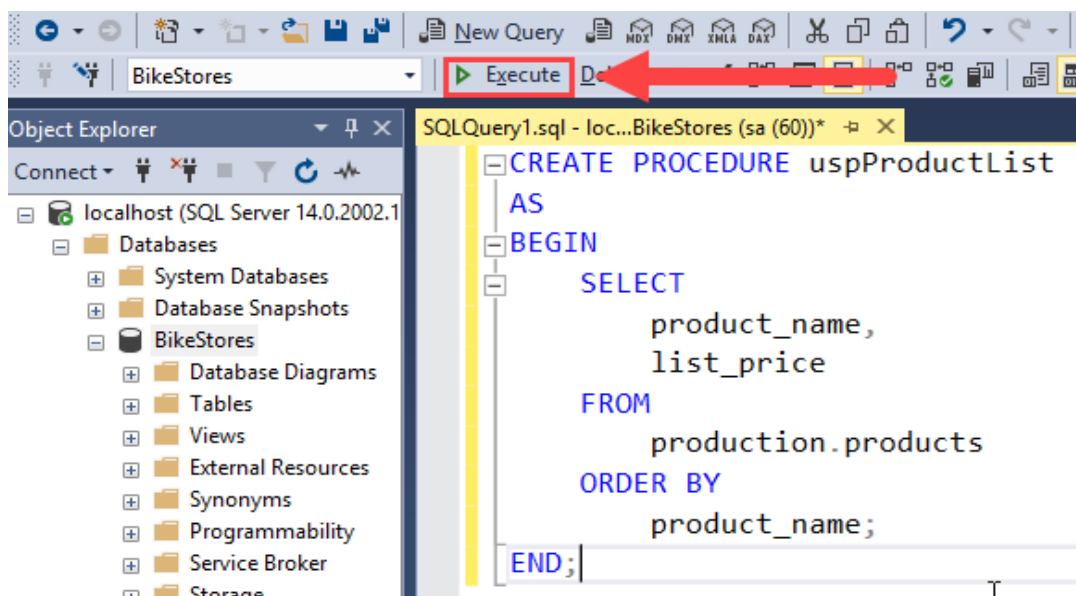 New Query MDX DMX XMLA DAX
BikeStores Execute
Object Explorer
SQLQuery1.sql - loc...BikeStores (sa (60))*
Connect
localhost (SQL Server 14.0.2002.1
Databases
System Databases
Database Snapshots
BikeStores
Database Diagrams
Tables
Views
External Resources
Synonyms
Programmability
Service Broker
Storage
CREATE PROCEDURE uspProductList
AS
BEGIN
SELECT
product_name,
list_price
FROM
production.products
ORDER BY
product_name;
END;